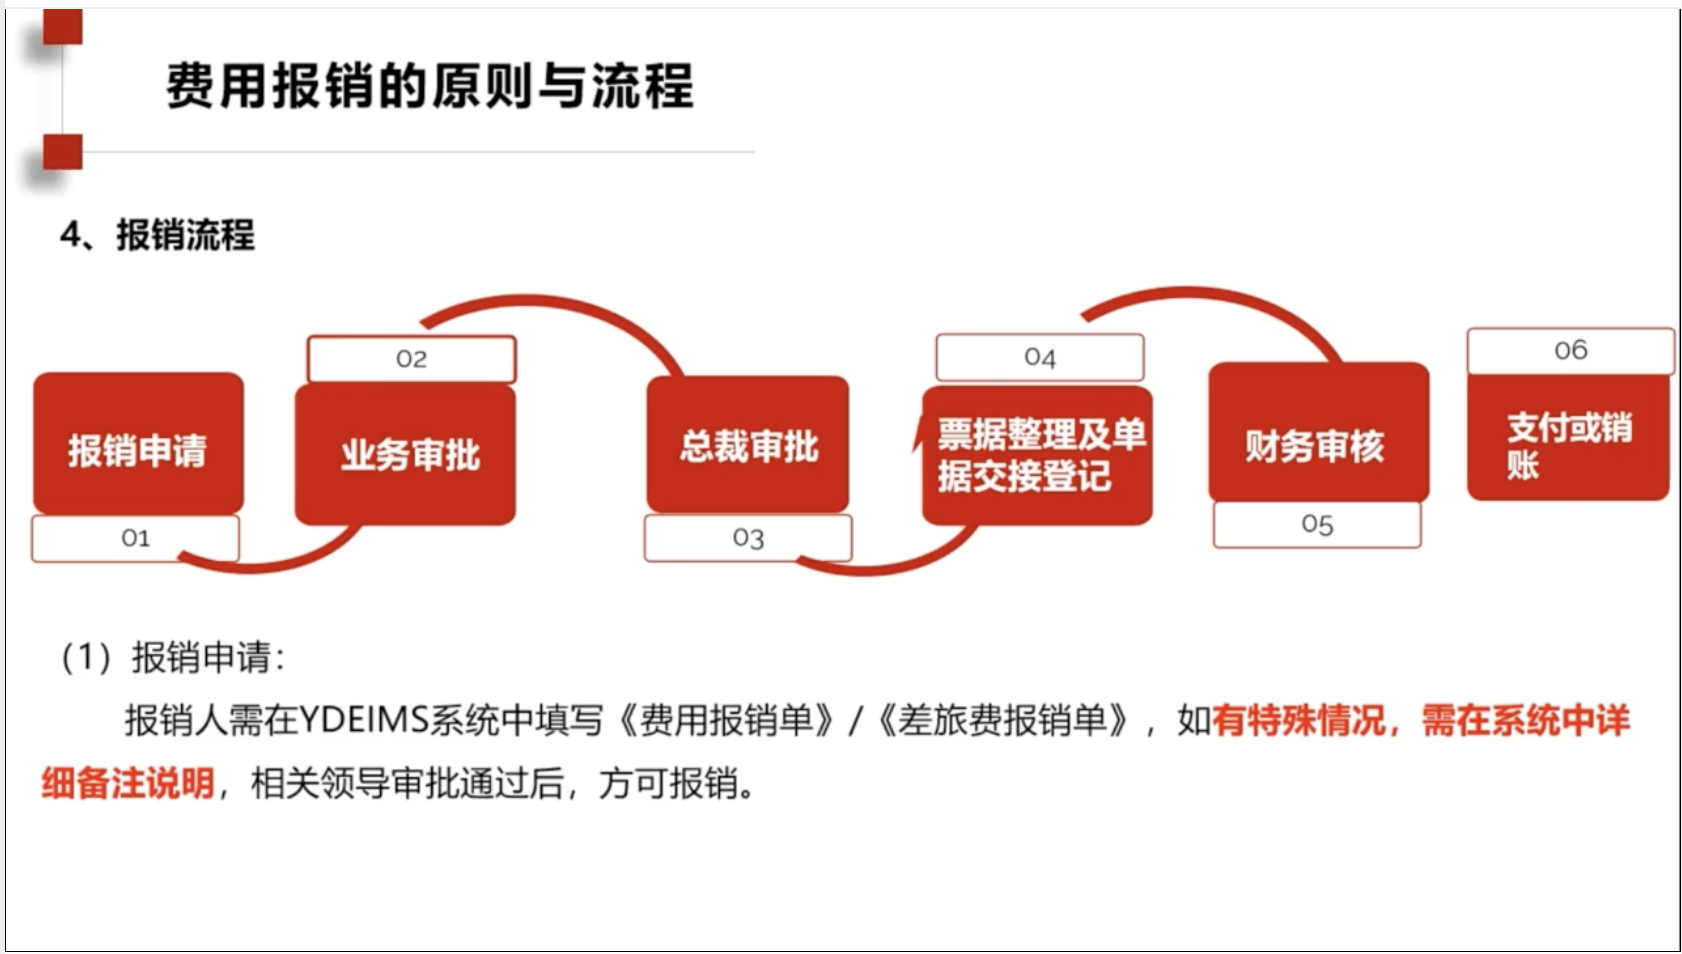 费用报销的原则与流程
4、报销流程
报销申请
01
02
业务审批
总裁审批
03
04
票据整理及单
据交接登记
财务审核
05
06
支付或销
账
（1）报销申请：
报销人需在YDEIMS系统中填写《费用报销单》/《差旅费报销单》，如有特殊情况，需在系统中详
细备注说明，相关领导审批通过后，方可报销。